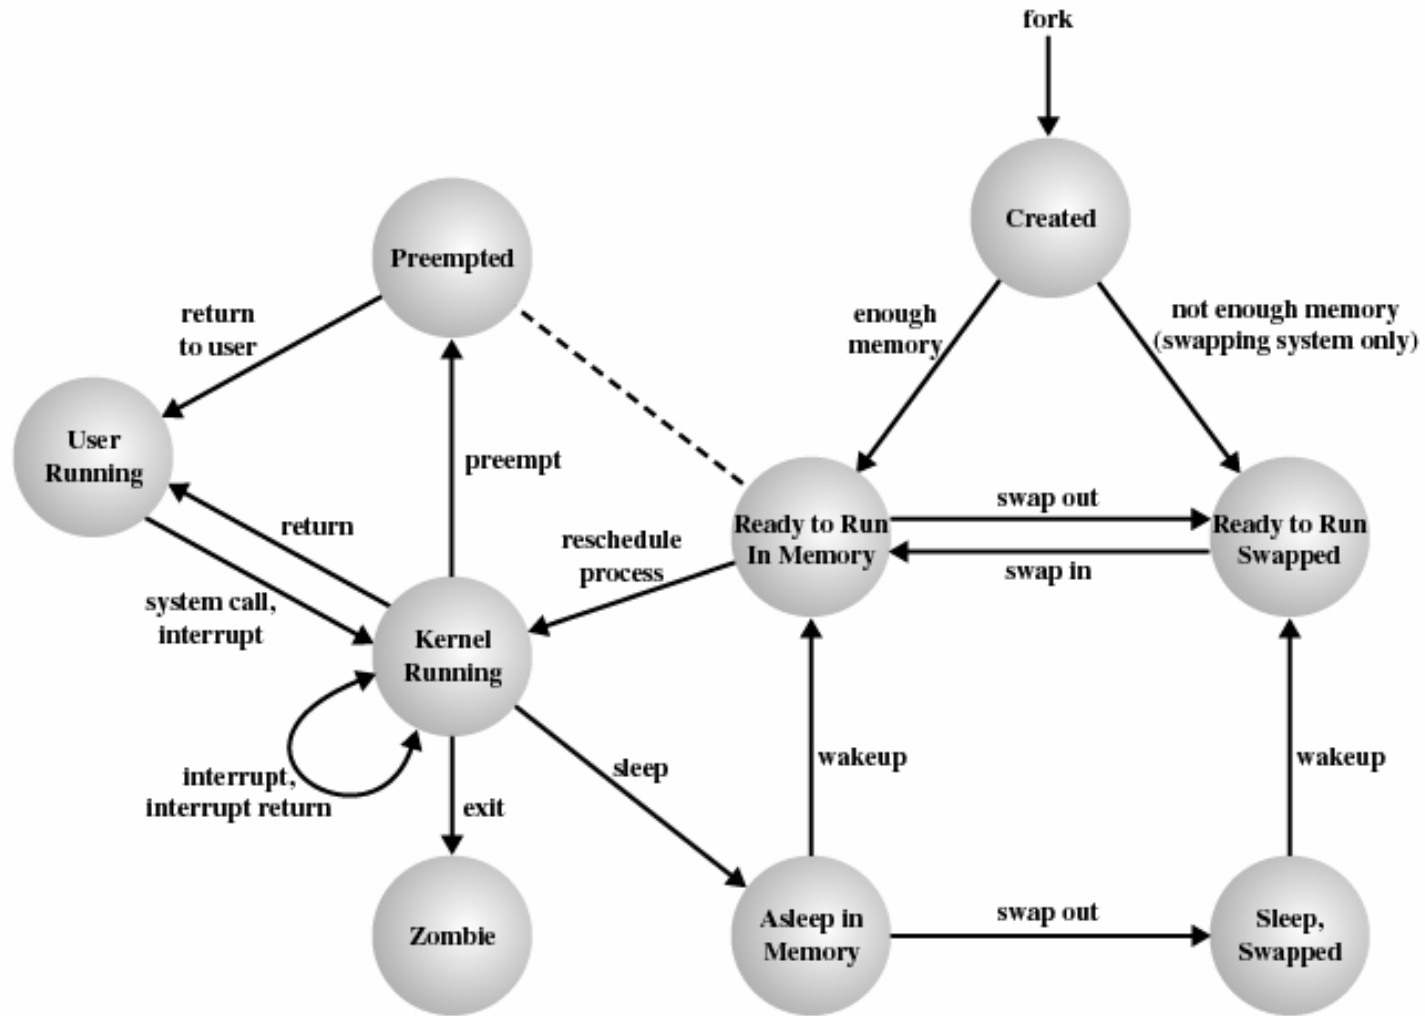 fork
Created
Preempted
enough
memory
not enough memory
(swapping system only)
return
to user
User
Running
preempt
return
reschedule
process
Ready to Run
In Memory
swap out
swap in
Ready to Run
Swapped
system call,
interrupt
Kernel
Running
interrupt,
interrupt return
sleep
wakeup
wakeup
exit
Zombie
Asleep in
Memory
swap out
Sleep,
Swapped